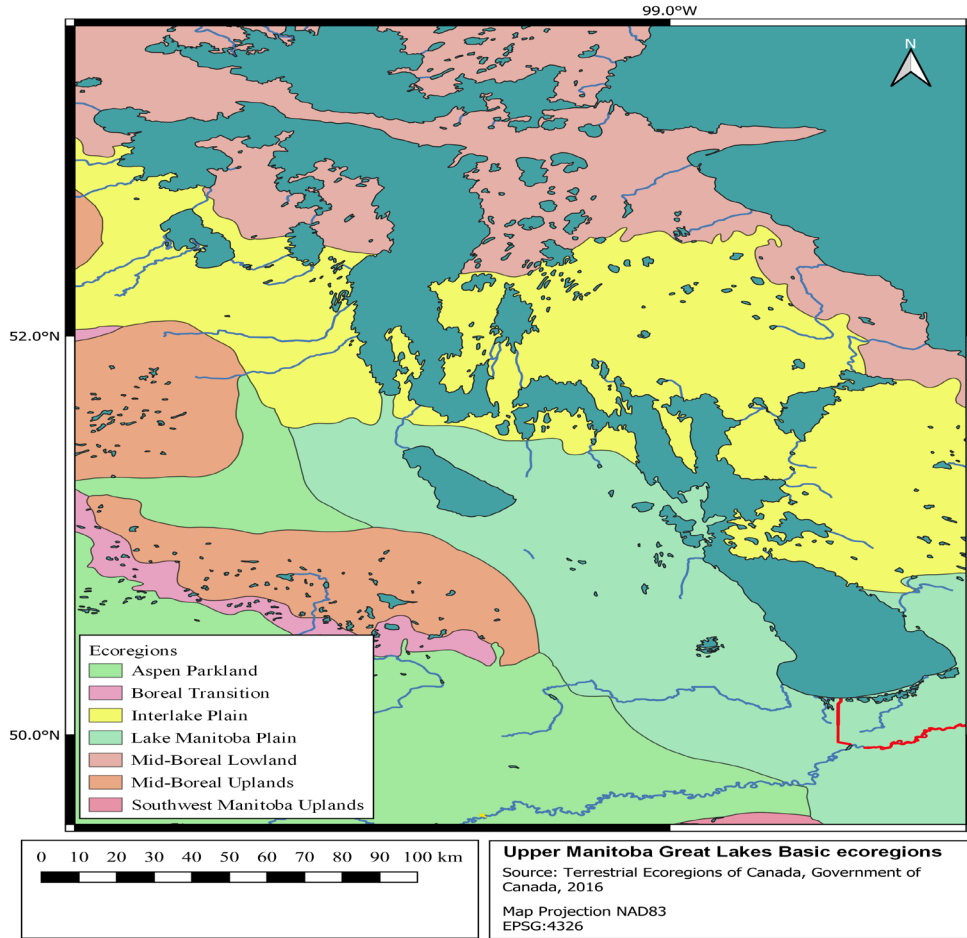 99.0°W
N
52.0°N
50.0°N
Ecoregions
Aspen Parkland
Boreal Transition
Interlake Plain
Lake Manitoba Plain
Mid-Boreal Lowland
Mid-Boreal Uplands
Southwest Manitoba Uplands
0 10 20 30 40 50 60 70 80 90 100 km
Upper Manitoba Great Lakes Basic ecoregions
Source: Terrestrial Ecoregions of Canada, Government of
Canada, 2016
Map Projection NAD83
EPSG:4326